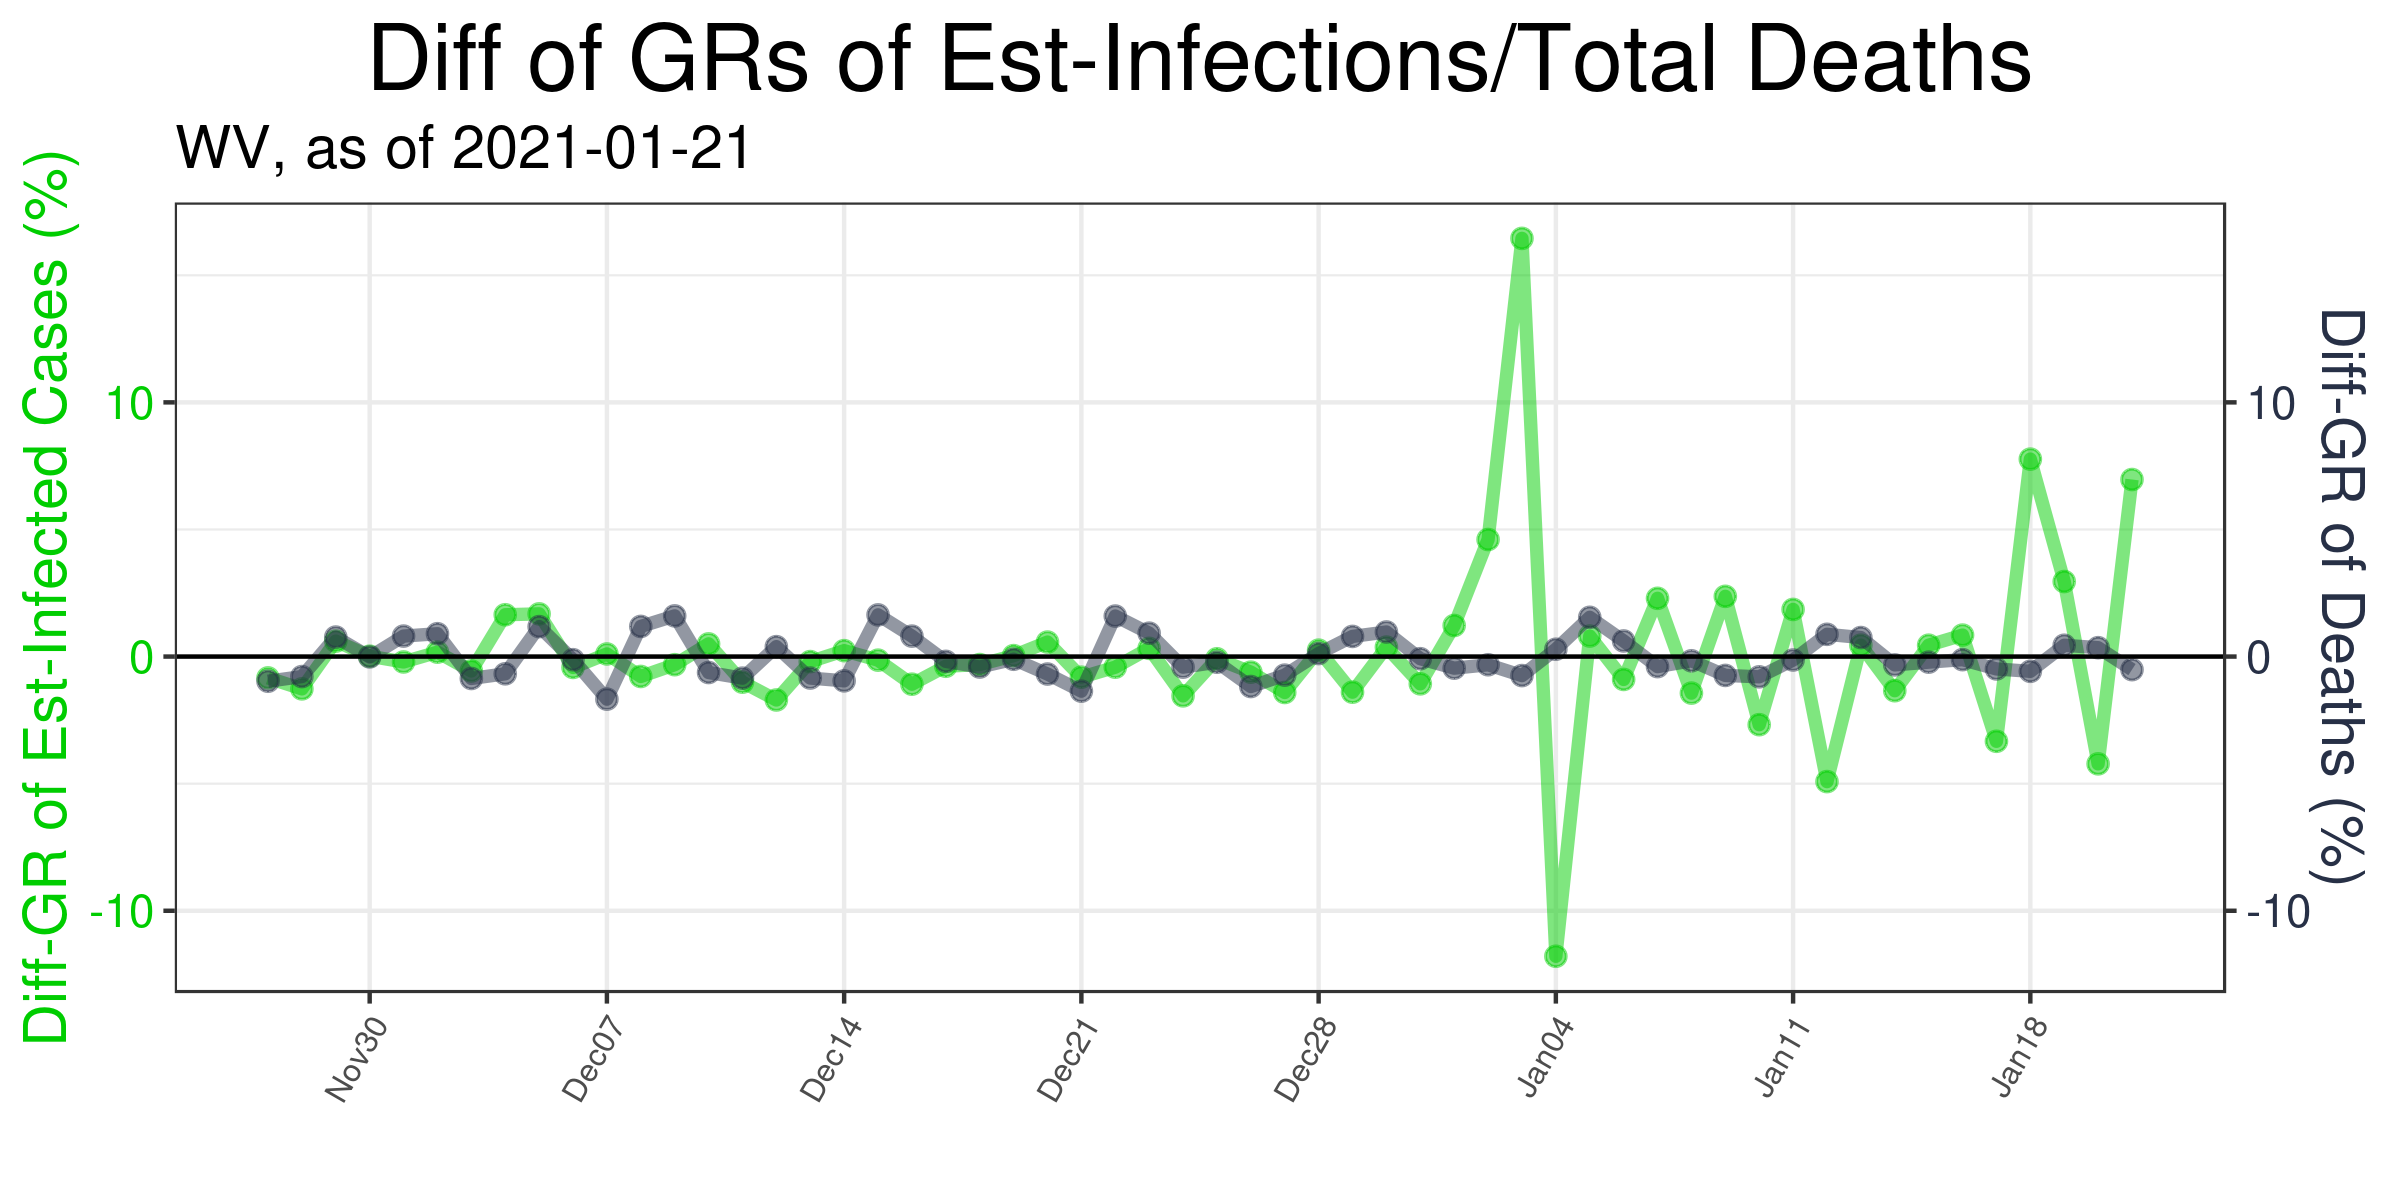 Diff of GRs of Est-Infections/Total Deaths
WV, as of 2021-01-21
Diff-GR of Est-Infected Cases (%)
10
0
-10
10
0
-10
Diff-GR of Deaths (%)
Nov30
Dec07
Dec14
Dec21
Dec28
Jan04
Jan11
Jan18